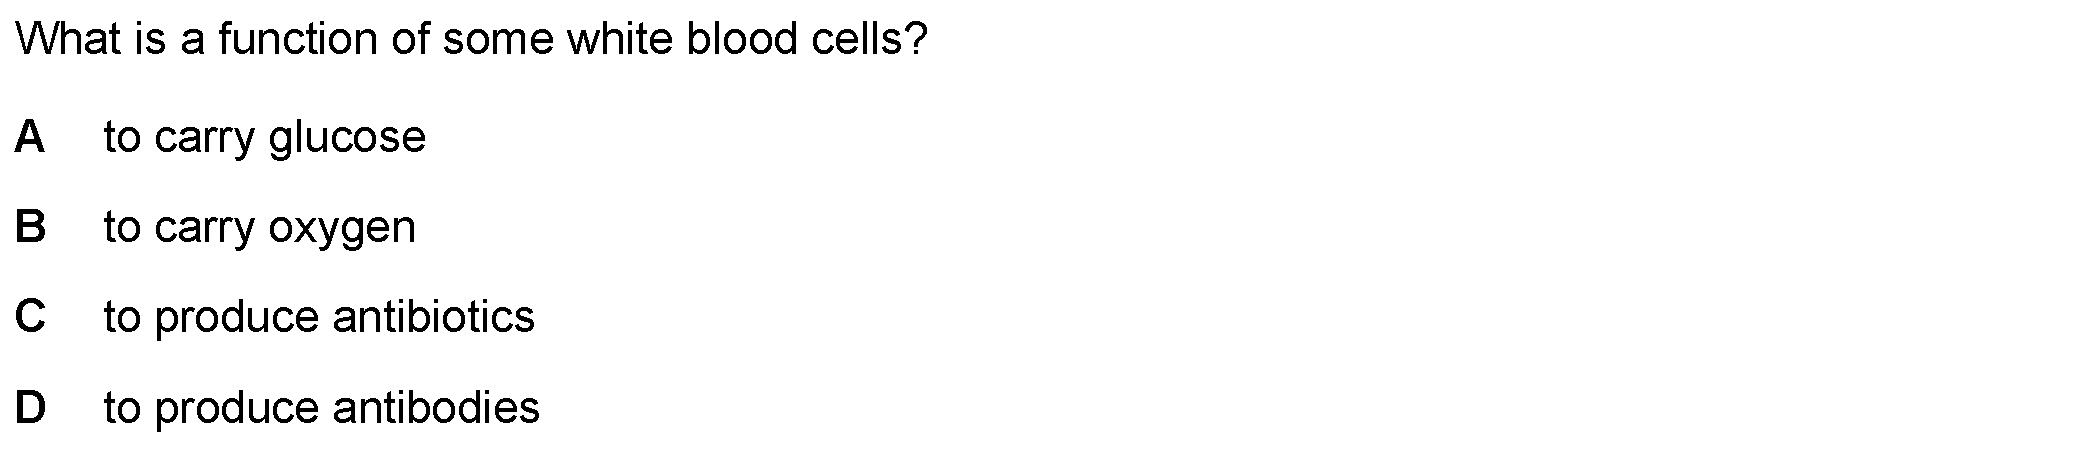 What is a function of some white blood cells?
A to carry glucose
B to carry oxygen
C to produce antibiotics
D to produce antibodies